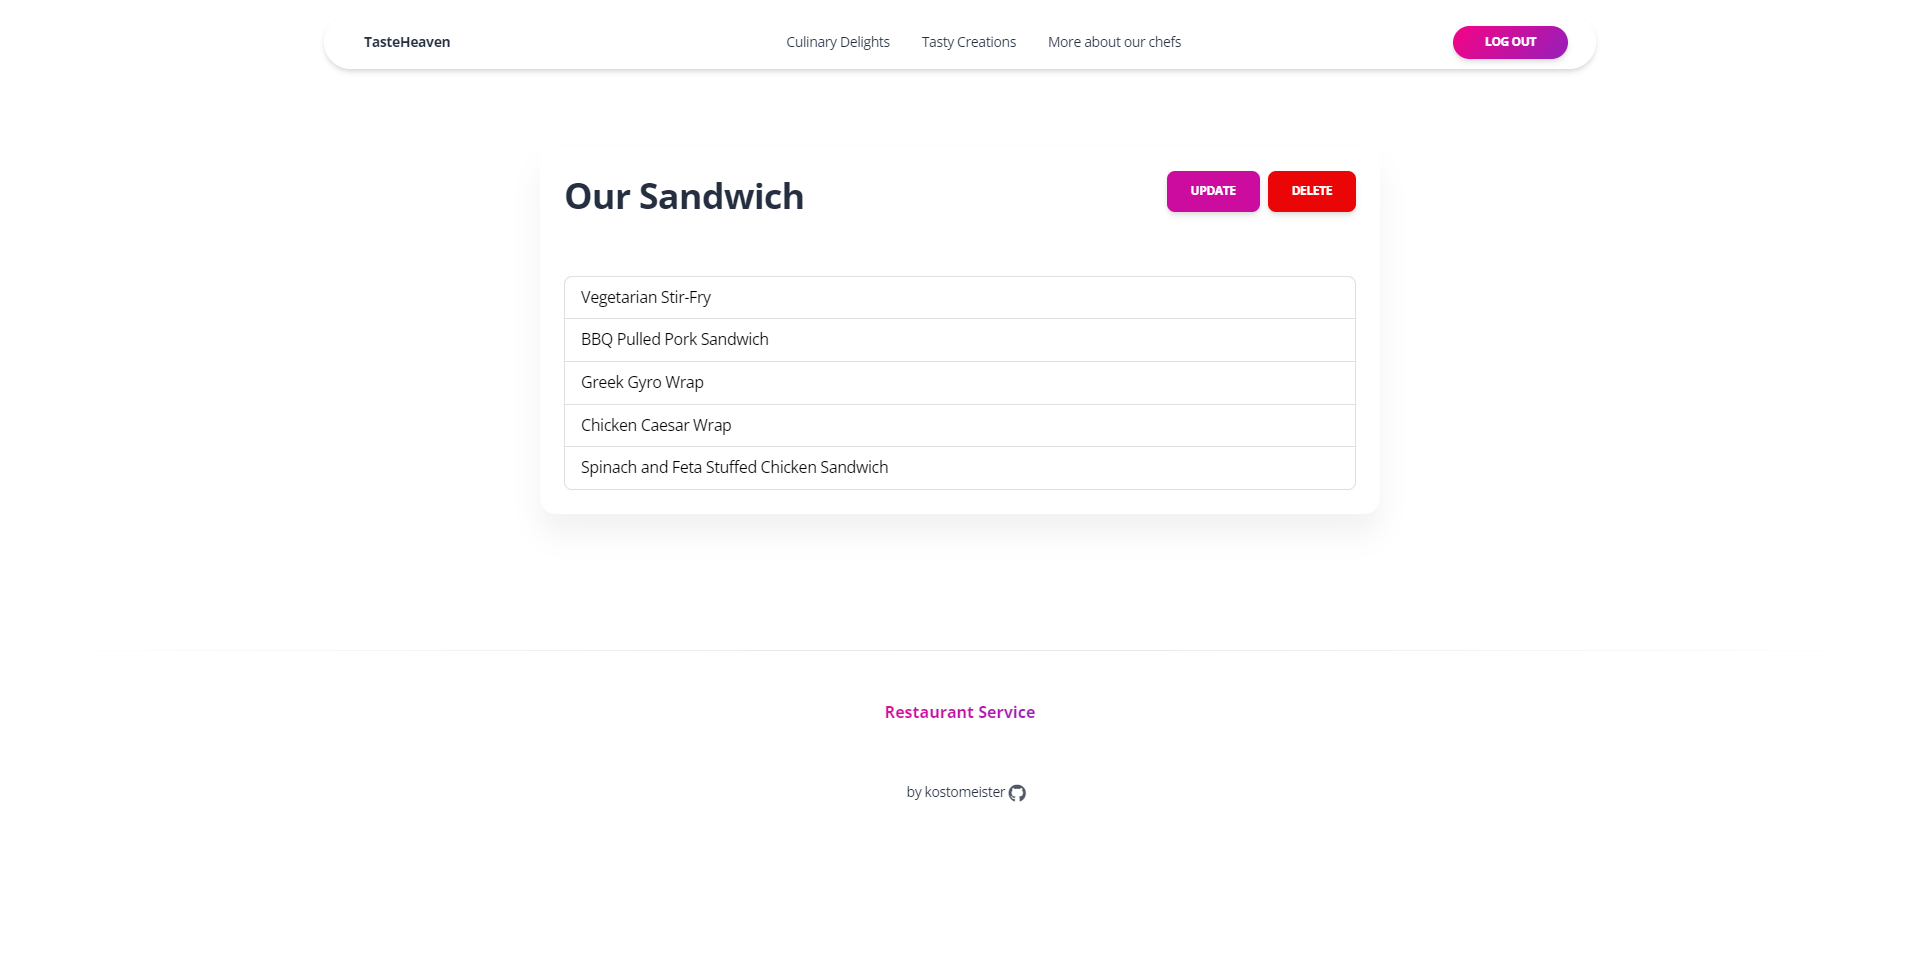 TasteHeaven
Culinary Delights
Tasty Creations
More about our chefs
LOG OUT
Our Sandwich
UPDATE
DELETE
Vegetarian Stir-Fry
BBQ Pulled Pork Sandwich
Greek Gyro Wrap
Chicken Caesar Wrap
Spinach and Feta Stuffed Chicken Sandwich
Restaurant Service
by kostomeister